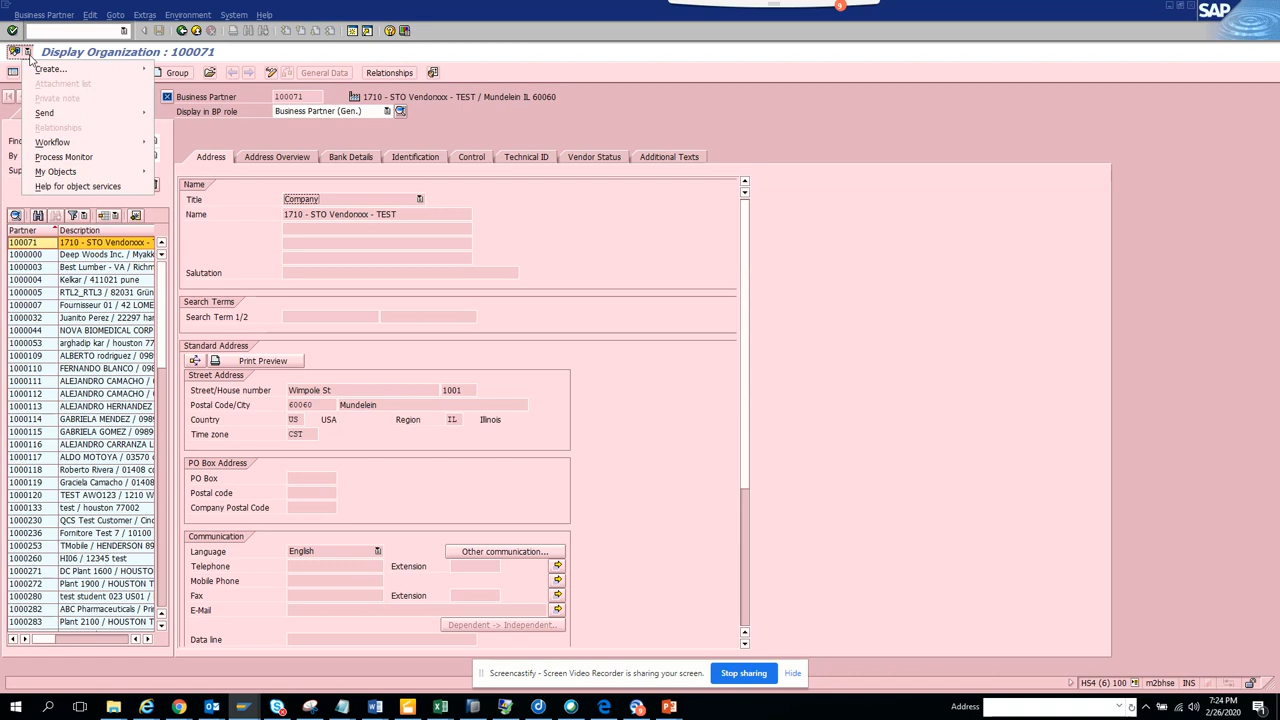 Business Partner Edit Goto Extras Environment System Help
9
SAP
Display Organization : 100071
Create...
Attachment list
Private note
Send
Relationships
Workflow
Process Monitor
My Objects
Help for object services
Group
General Data
Relationships
Find
By
Sup
Business Partner 100071 1710 - STO Vendorxxx - TEST / Mundelein IL 60060
Display in BP role Business Partner (Gen.)
Address Address Overview Bank Details Identification Control Technical ID Vendor Status Additional Texts
Name
Title Company
Name 1710 - STO Vendorxxx - TEST
Salutation
Search Terms
Search Term 1/2
Standard Address
Print Preview
Street Address
Street/House number Wimpole St 1001
Postal Code/City 60060 Mundelein
Country US USA Region IL Illinois
Time zone CST
PO Box Address
PO Box
Postal code
Company Postal Code
Communication
Language English Other communication...
Telephone Extension
Mobile Phone
Fax Extension
E-Mail
Dependent -> Independent..
Data line
Partner Description
100071 1710 - STO Vendorxxx - T
1000000 Deep Woods Inc. / Myakk
1000003 Best Lumber - VA / Richm
1000004 Kelkar / 411021 pune
1000005 RTL2_RTL3 / 82031 Grün
1000007 Fournisseur 01 / 42 LOME
1000032 Juanito Perez / 22297 har
1000044 NOVA BIOMEDICAL CORP
1000053 arghadip kar / houston 77
1000109 ALBERTO rodriguez / 098
1000110 FERNANDO BLANCO / 09
1000111 ALEJANDRO CAMACHO /
1000112 ALEJANDRO CAMACHO /
1000113 ALEJANDRO HERNANDEZ
1000114 GABRIELA MENDEZ / 098
1000115 GABRIELA GOMEZ / 0989
1000116 ALEJANDRO CARRANZA L
1000117 ALDO MOTOYA / 03570
1000118 Roberto Rivera / 01408 c
1000119 Graciela Camacho / 01408
1000120 TEST AWO123 / 1210 W
1000133 test / houston 77002
1000230 QCS Test Customer / Cinc
1000236 Fornitore Test 7 / 10100
1000253 TMobile / HENDERSON 89
1000260 HI06 / 12345 test
1000271 DC Plant 1600 / HOUSTON
1000272 Plant 1900 / HOUSTON T
1000280 test student 023 US01 /
1000282 ABC Pharmaceuticals / Prin
1000283 Plant 2100 / HOUSTON T
Screencastify - Screen Video Recorder is sharing your screen. Stop sharing Hide
HS4 (6) 100 m2bhse INS
Address
7:24 PM
2/26/2020